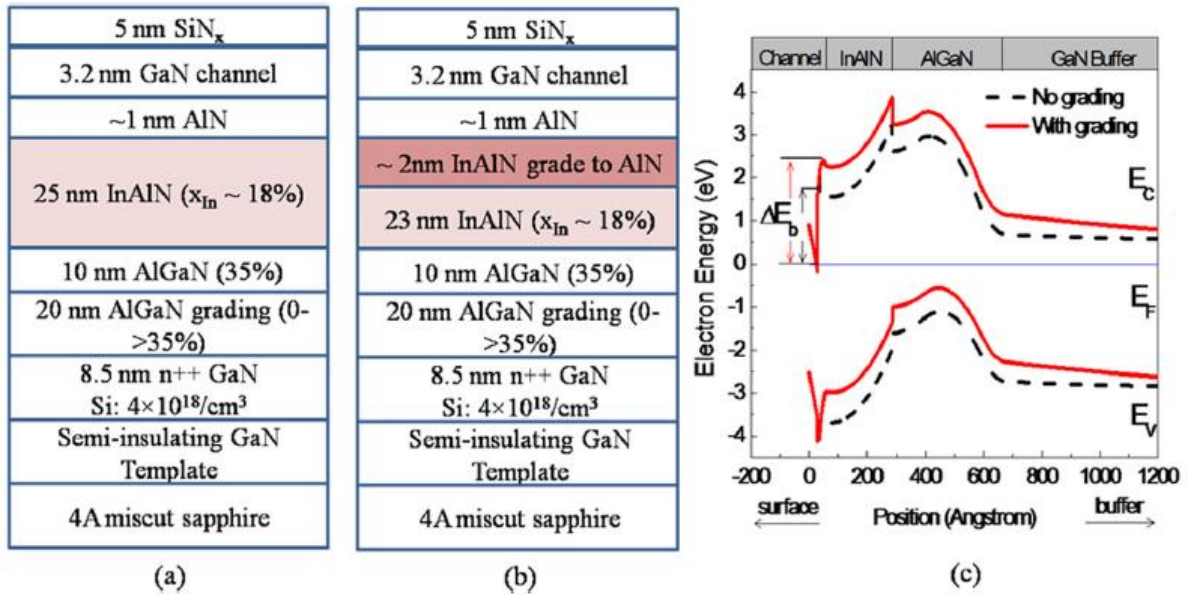 5 nm SiNₓ
3.2 nm GaN channel
~1 nm AlN
25 nm InAlN (x_In ~ 18%)
10 nm AlGaN (35%)
20 nm AlGaN grading (0-
>35%)
8.5 nm n++ GaN
Si: 4×10¹⁸/cm³
Semi-insulating GaN
Template
4A miscut sapphire
(a)
5 nm SiNₓ
3.2 nm GaN channel
~1 nm AlN
~ 2nm InAlN grade to AlN
23 nm InAlN (x_In ~ 18%)
10 nm AlGaN (35%)
20 nm AlGaN grading (0-
>35%)
8.5 nm n++ GaN
Si: 4×10¹⁸/cm³
Semi-insulating GaN
Template
4A miscut sapphire
(b)
Channel InAlN AlGaN GaN Buffer
No grading
With grading
Electron Energy (eV)
4
3
2
1
0
-1
-2
-3
-4
ΔE_b
E_C
E_F
E_V
-200 0 200 400 600 800 1000 1200
surface Position (Angstrom) buffer
(c)